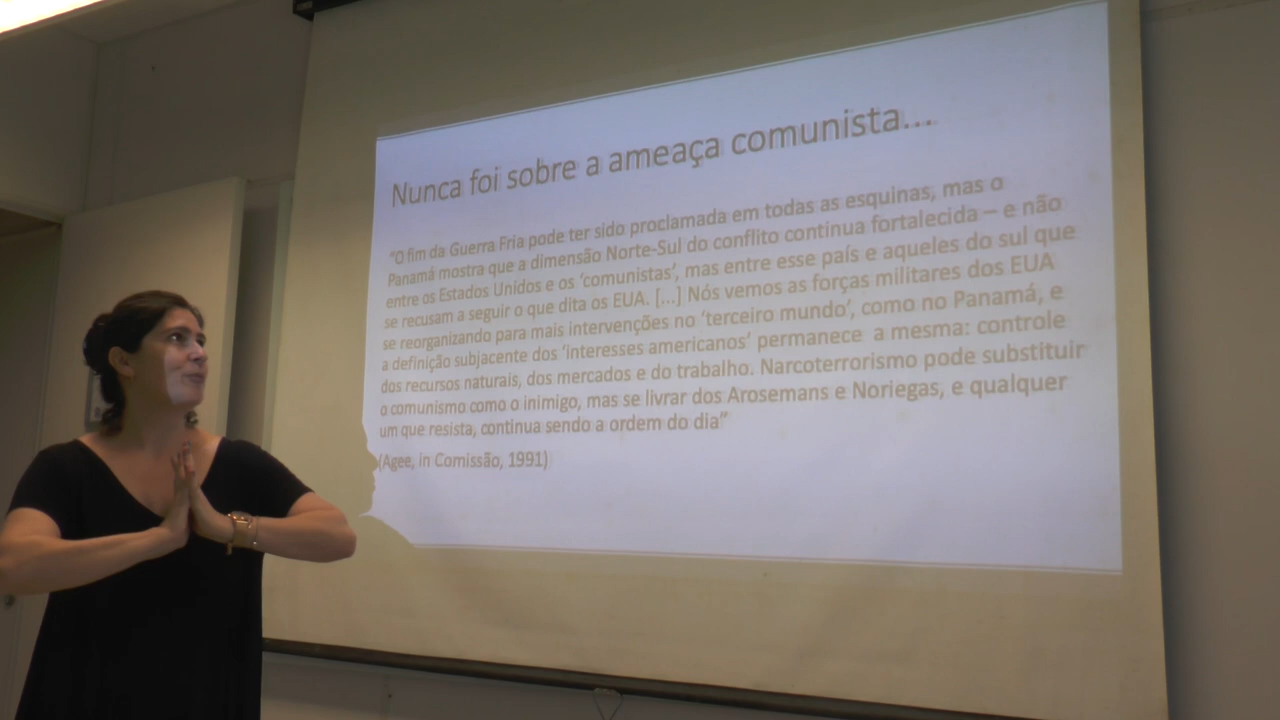 Nunca foi sobre a ameaça comunista...
"O fim da Guerra Fria pode ter sido proclamada em todas as esquinas, mas o
Panamá mostra que a dimensão Norte-Sul do conflito continua fortalecida – e não
entre os Estados Unidos e os 'comunistas', mas entre esse país e aqueles do sul que
se recusam a seguir o que dita os EUA. [...] Nós vemos as forças militares dos EUA
se reorganizando para mais intervenções no 'terceiro mundo', como no Panamá, e
a definição subjacente dos 'interesses americanos' permanece a mesma: controle
dos recursos naturais, dos mercados e do trabalho. Narcoterrorismo pode substituir
o comunismo como o inimigo, mas se livrar dos Arosemans e Noriegas, e qualquer
um que resista, continua sendo a ordem do dia"
(Agee, in Comissão, 1991)